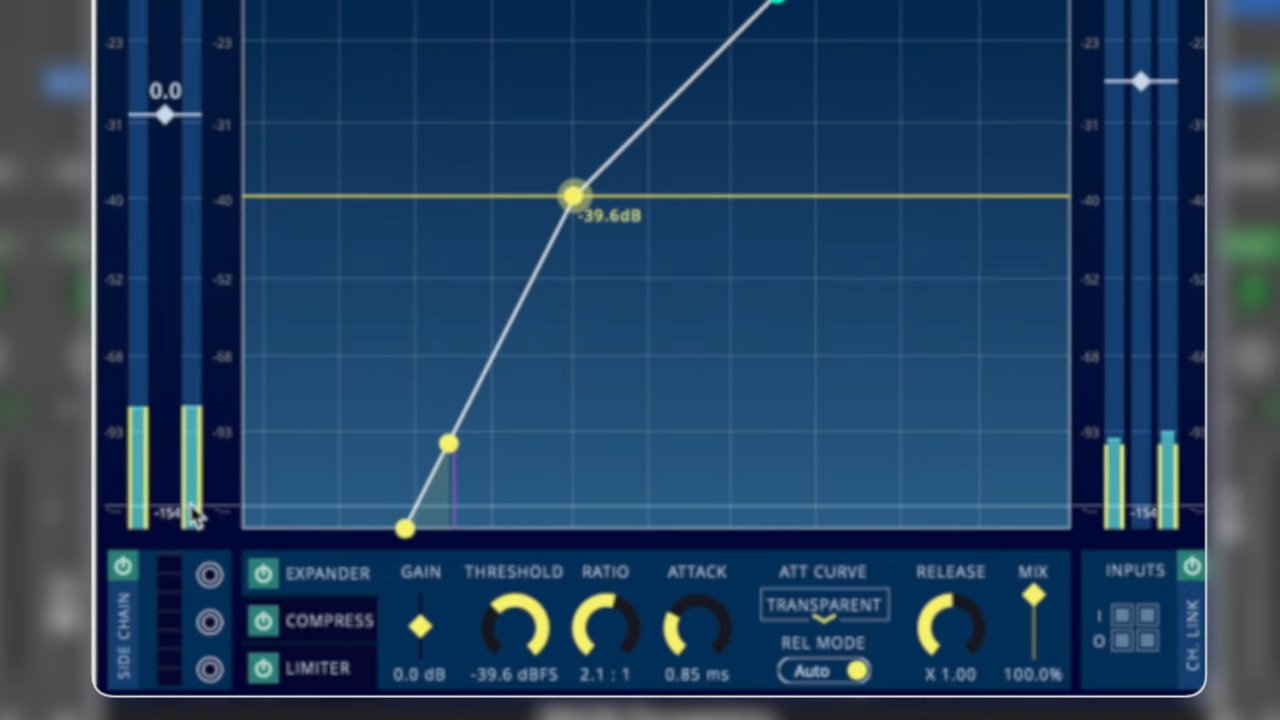 -23 -23 -23 -23
0.0
-31 -31 -31 -31
-40 -40 -40 -40
-39.6dB
-52 -52 -52 -52
-68 -68 -68 -68
-93 -93 -93 -93
-154 -154
EXPANDER GAIN THRESHOLD RATIO ATTACK ATT CURVE RELEASE MIX INPUTS
TRANSPARENT
COMPRESS
I
REL MODE
O
LIMITER 0.0 dB -39.6 dBFS 2.1 : 1 0.85 ms Auto X 1.00 100.0%
SIDE CHAIN
CH. LINK